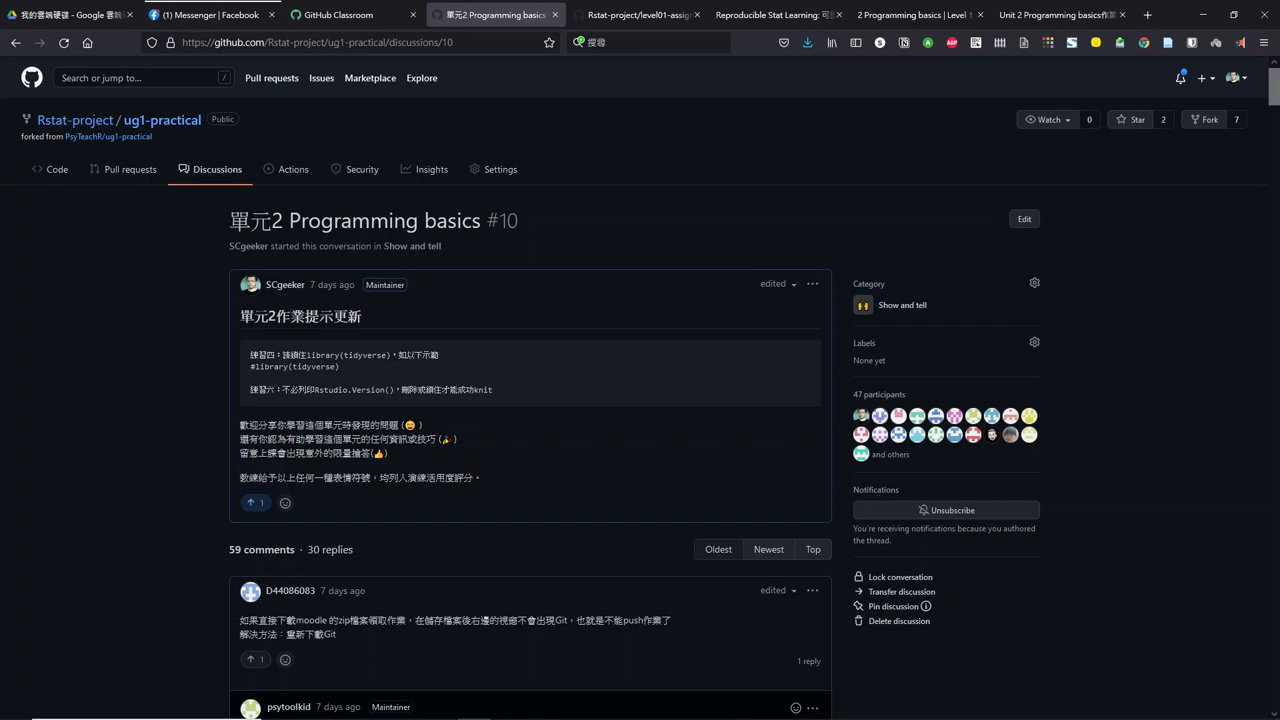 我的雲端硬碟 - Google 雲端
(1) Messenger | Facebook
GitHub Classroom
單元2 Programming basics
Rstat-project/level01-assig
Reproducible Stat Learning: 可
2 Programming basics | Level 1
Unit 2 Programming basics作業
https://github.com/Rstat-project/ug1-practical/discussions/10
搜尋
Search or jump to...
/
Pull requests
Issues
Marketplace
Explore
Rstat-project / ug1-practical
Public
forked from PsyTeachR/ug1-practical
Watch
0
Star
2
Fork
7
Code
Pull requests
Discussions
Actions
Security
Insights
Settings
單元2 Programming basics #10
Edit
SCgeeker started this conversation in Show and tell
SCgeeker 7 days ago Maintainer
edited
單元2作業提示更新
練習四：請鎖住library(tidyverse)，如以下示範
#library(tidyverse)
練習六：不必列印Rstudio.Version()，刪除或鎖住才能成功knit
歡迎分享你學習這個單元時發現的問題 (😄 )
還有你認為有助學習這個單元的任何資訊或技巧 (🎉)
留意上課會出現意外的限量搶答(👍)
教練給予以上任何一種表情符號，均列入演練活用度評分。
1
Category
Show and tell
Labels
None yet
47 participants
and others
Notifications
Unsubscribe
You're receiving notifications because you authored
the thread.
Lock conversation
Transfer discussion
Pin discussion
Delete discussion
59 comments · 30 replies
Oldest
Newest
Top
D44086083 7 days ago
edited
如果直接下載moodle 的zip檔案領取作業，在儲存檔案後右邊的視窗不會出現Git，也就是不能push作業了
解決方法：重新下載Git
1
1 reply
psytoolkid 7 days ago Maintainer